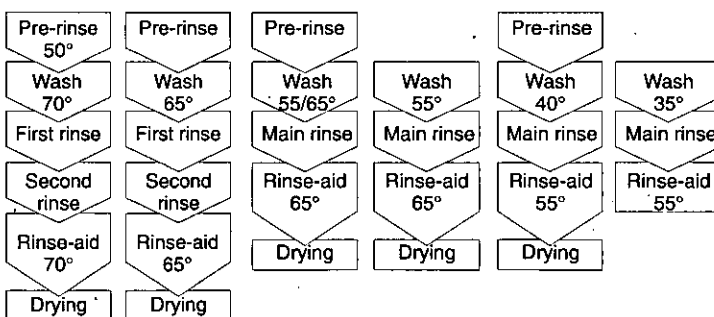 Pre-rinse
50°
Wash
70°
First rinse
Second
rinse
Rinse-aid
70°
Drying
Pre-rinse
Wash
65°
First rinse
Second
rinse
Rinse-aid
65°
Drying
Pre-rinse
Wash
55/65°
Main rinse
Rinse-aid
65°
Drying
Wash
55°
Main rinse
Rinse-aid
65°
Drying
Pre-rinse
Wash
40°
Main rinse
Rinse-aid
55°
Drying
Wash
35°
Main rinse
Rinse-aid
55°